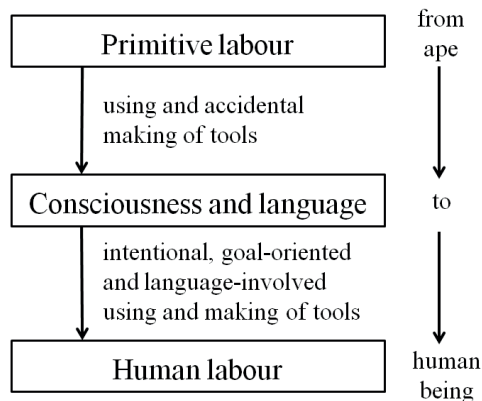 Primitive labour
using and accidental
making of tools
Consciousness and language
intentional, goal-oriented
and language-involved
using and making of tools
Human labour
from
ape
to
human
being